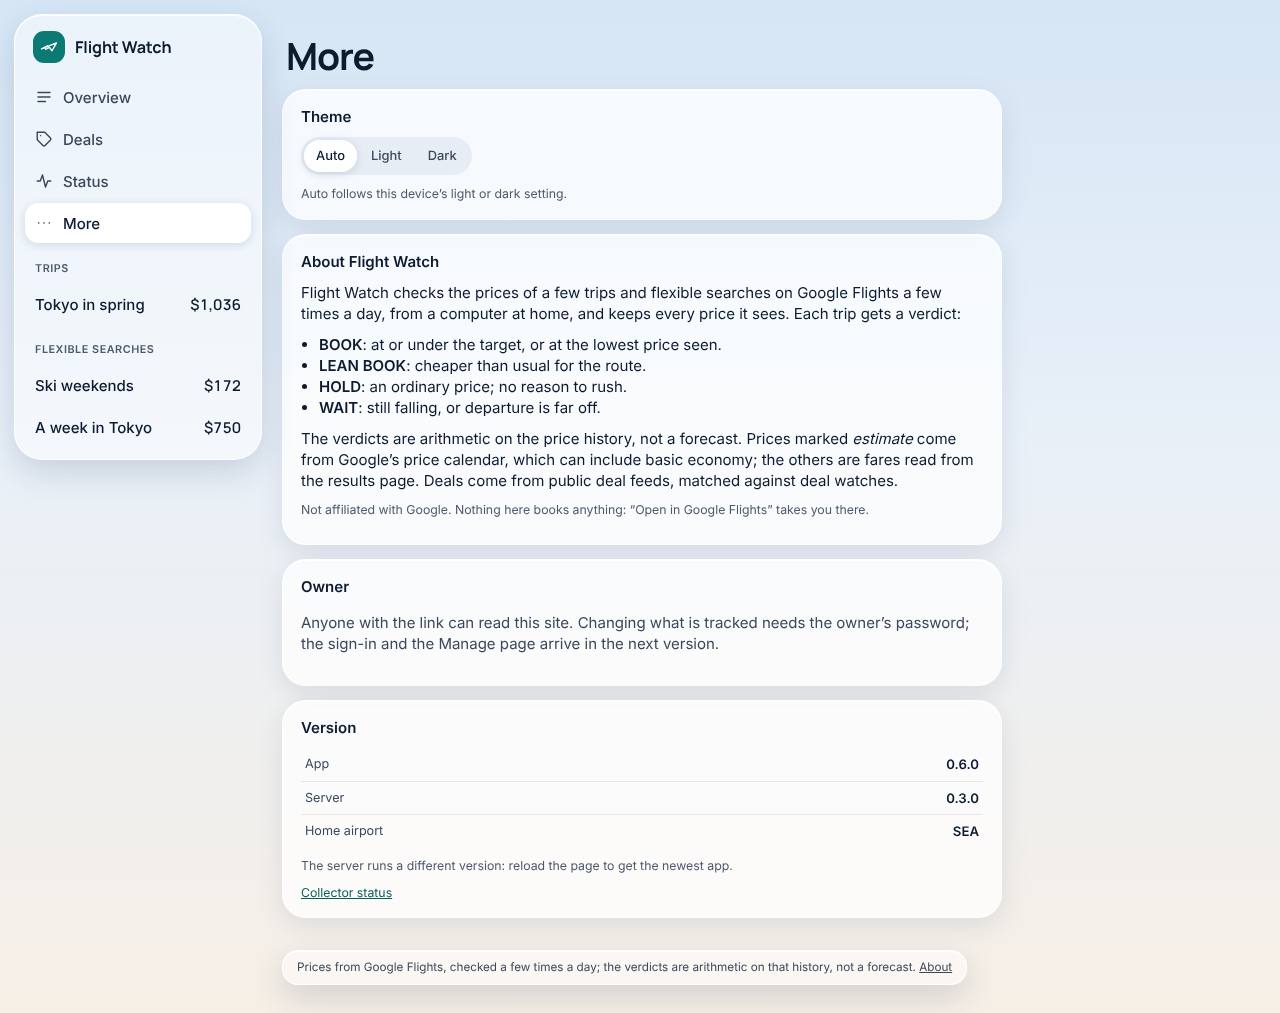 Flight Watch
Overview
Deals
Status
More
TRIPS
Tokyo in spring $1,036
FLEXIBLE SEARCHES
Ski weekends $172
A week in Tokyo $750
More
Theme
Auto Light Dark
Auto follows this device’s light or dark setting.
About Flight Watch
Flight Watch checks the prices of a few trips and flexible searches on Google Flights a few
times a day, from a computer at home, and keeps every price it sees. Each trip gets a verdict:
• BOOK: at or under the target, or at the lowest price seen.
• LEAN BOOK: cheaper than usual for the route.
• HOLD: an ordinary price; no reason to rush.
• WAIT: still falling, or departure is far off.
The verdicts are arithmetic on the price history, not a forecast. Prices marked estimate come
from Google’s price calendar, which can include basic economy; the others are fares read from
the results page. Deals come from public deal feeds, matched against deal watches.
Not affiliated with Google. Nothing here books anything: “Open in Google Flights” takes you there.
Owner
Anyone with the link can read this site. Changing what is tracked needs the owner’s password;
the sign-in and the Manage page arrive in the next version.
Version
App 0.6.0
Server 0.3.0
Home airport SEA
The server runs a different version: reload the page to get the newest app.
Collector status
Prices from Google Flights, checked a few times a day; the verdicts are arithmetic on that history, not a forecast. About